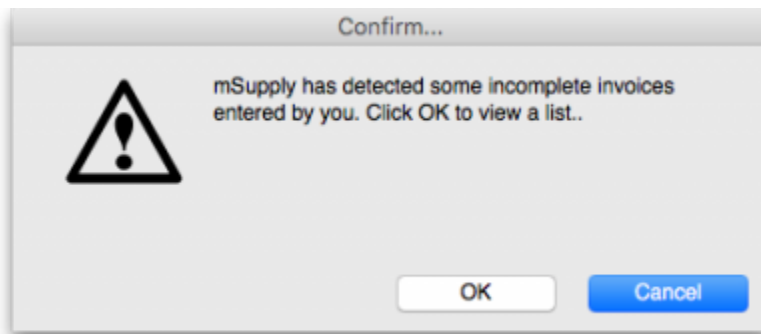 Confirm...
mSupply has detected some incomplete invoices
entered by you. Click OK to view a list..
OK
Cancel